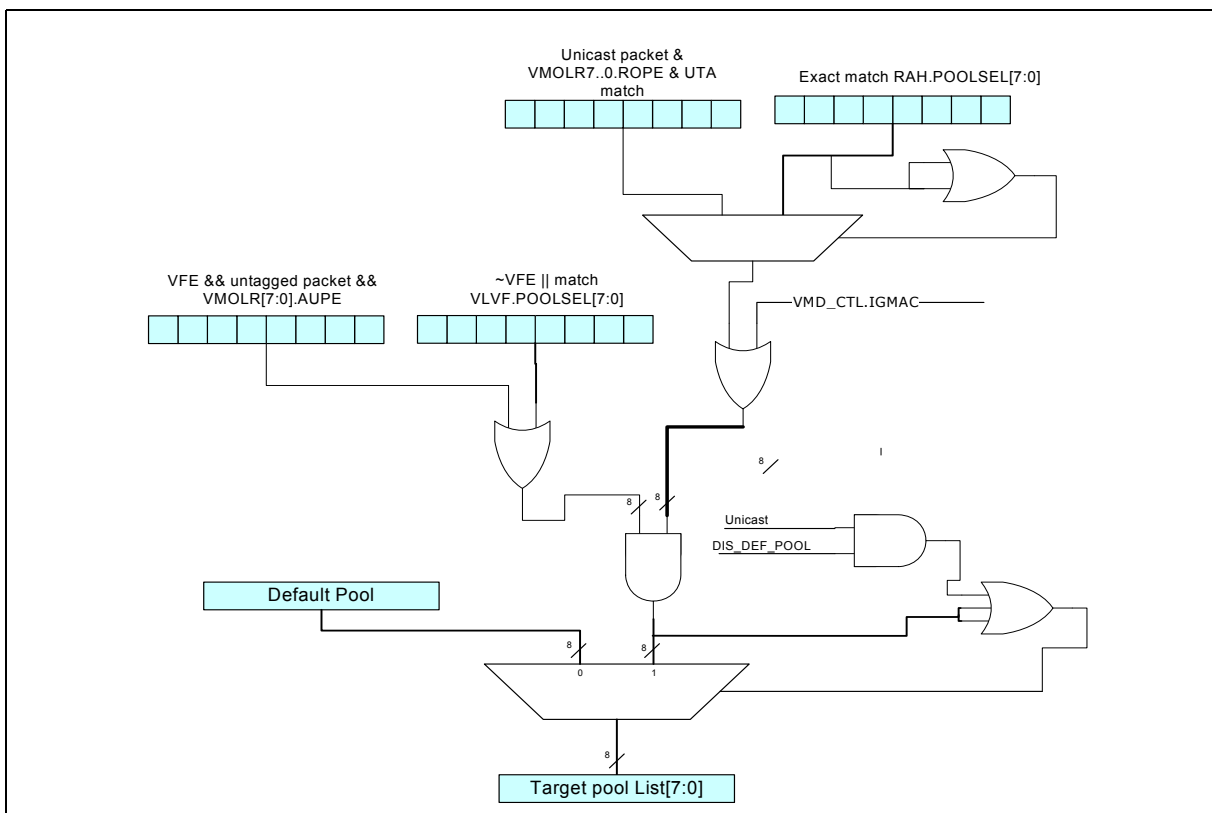 Unicast packet &
VMOLR7..0.ROPE & UTA
match
Exact match RAH.POOLSEL[7:0]
VFE && untagged packet &&
VMOLR[7:0].AUPE
~VFE || match
VLVF.POOLSEL[7:0]
VMD_CTL.IGMAC
8
8
8
Unicast
DIS_DEF_POOL
Default Pool
8
8
0
1
8
Target pool List[7:0]